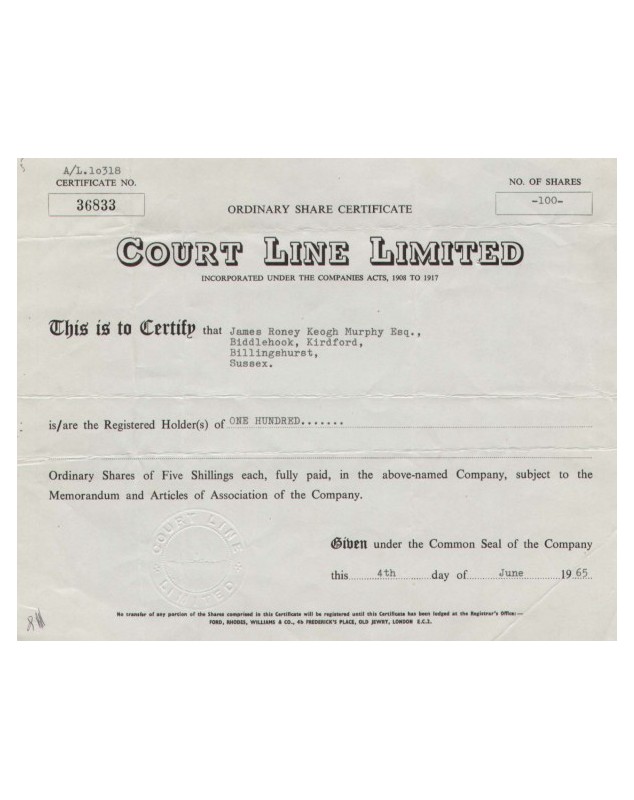 A/L.10318
CERTIFICATE NO.
36833
NO. OF SHARES
-100-
ORDINARY SHARE CERTIFICATE
COURT LINE LIMITED
INCORPORATED UNDER THE COMPANIES ACTS, 1908 TO 1917
This is to Certify that James Roney Keogh Murphy Esq.,
Biddlehook, Kirdford,
Billingshurst,
Sussex.
is/are the Registered Holder(s) of ONE HUNDRED.......
Ordinary Shares of Five Shillings each, fully paid, in the above-named Company, subject to the
Memorandum and Articles of Association of the Company.
COURT LINE
LIMITED
Given under the Common Seal of the Company
this 4th day of June 1965
No transfer of any portion of the Shares comprised in this Certificate will be registered until this Certificate has been lodged at the Registrar's Office:—
FORD, RHODES, WILLIAMS & CO., 4b FREDERICK'S PLACE, OLD JEWRY, LONDON E.C.2.